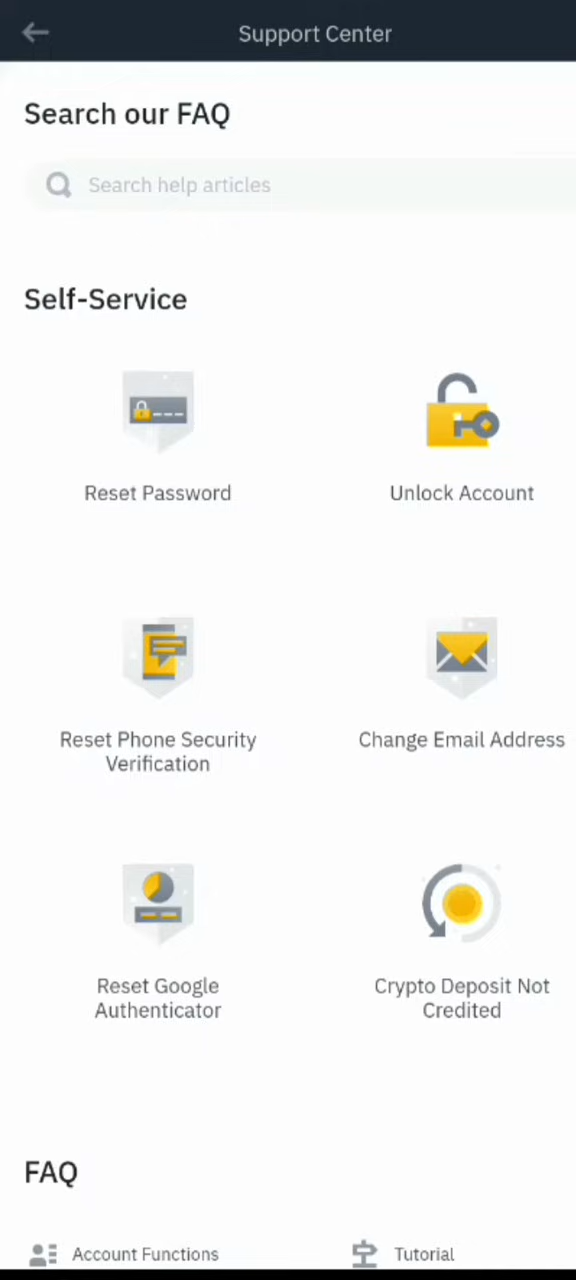 Support Center
Search our FAQ
Search help articles
Self-Service
Reset Password
Unlock Account
Reset Phone Security
Verification
Change Email Address
Reset Google
Authenticator
Crypto Deposit Not
Credited
FAQ
Account Functions
Tutorial